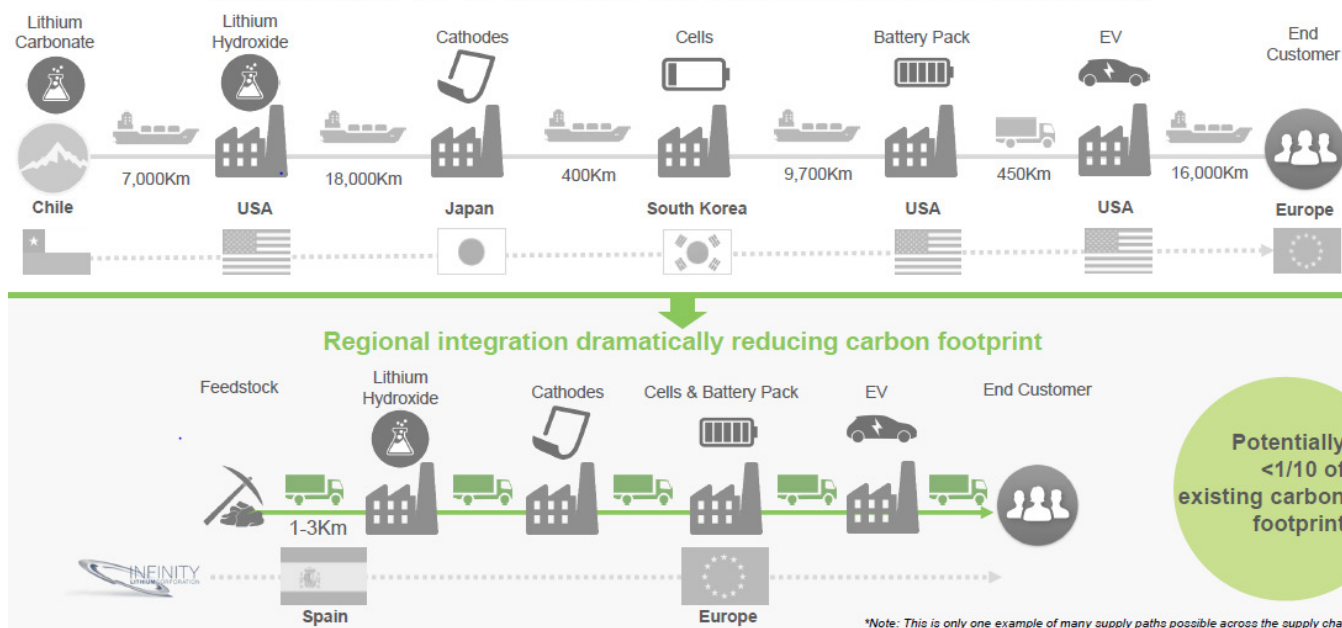 Lithium
Carbonate
Lithium
Hydroxide
Cathodes
Cells
Battery Pack
EV
End
Customer
7,000Km
18,000Km
400Km
9,700Km
450Km
16,000Km
Chile
USA
Japan
South Korea
USA
USA
Europe
Regional integration dramatically reducing carbon footprint
Feedstock
Lithium
Hydroxide
Cathodes
Cells & Battery Pack
EV
End Customer
1-3Km
Potentially
<1/10 of
existing carbon
footprint
INFINITY
LITHIUM CORPORATION
Spain
Europe
*Note: This is only one example of many supply paths possible across the supply cha